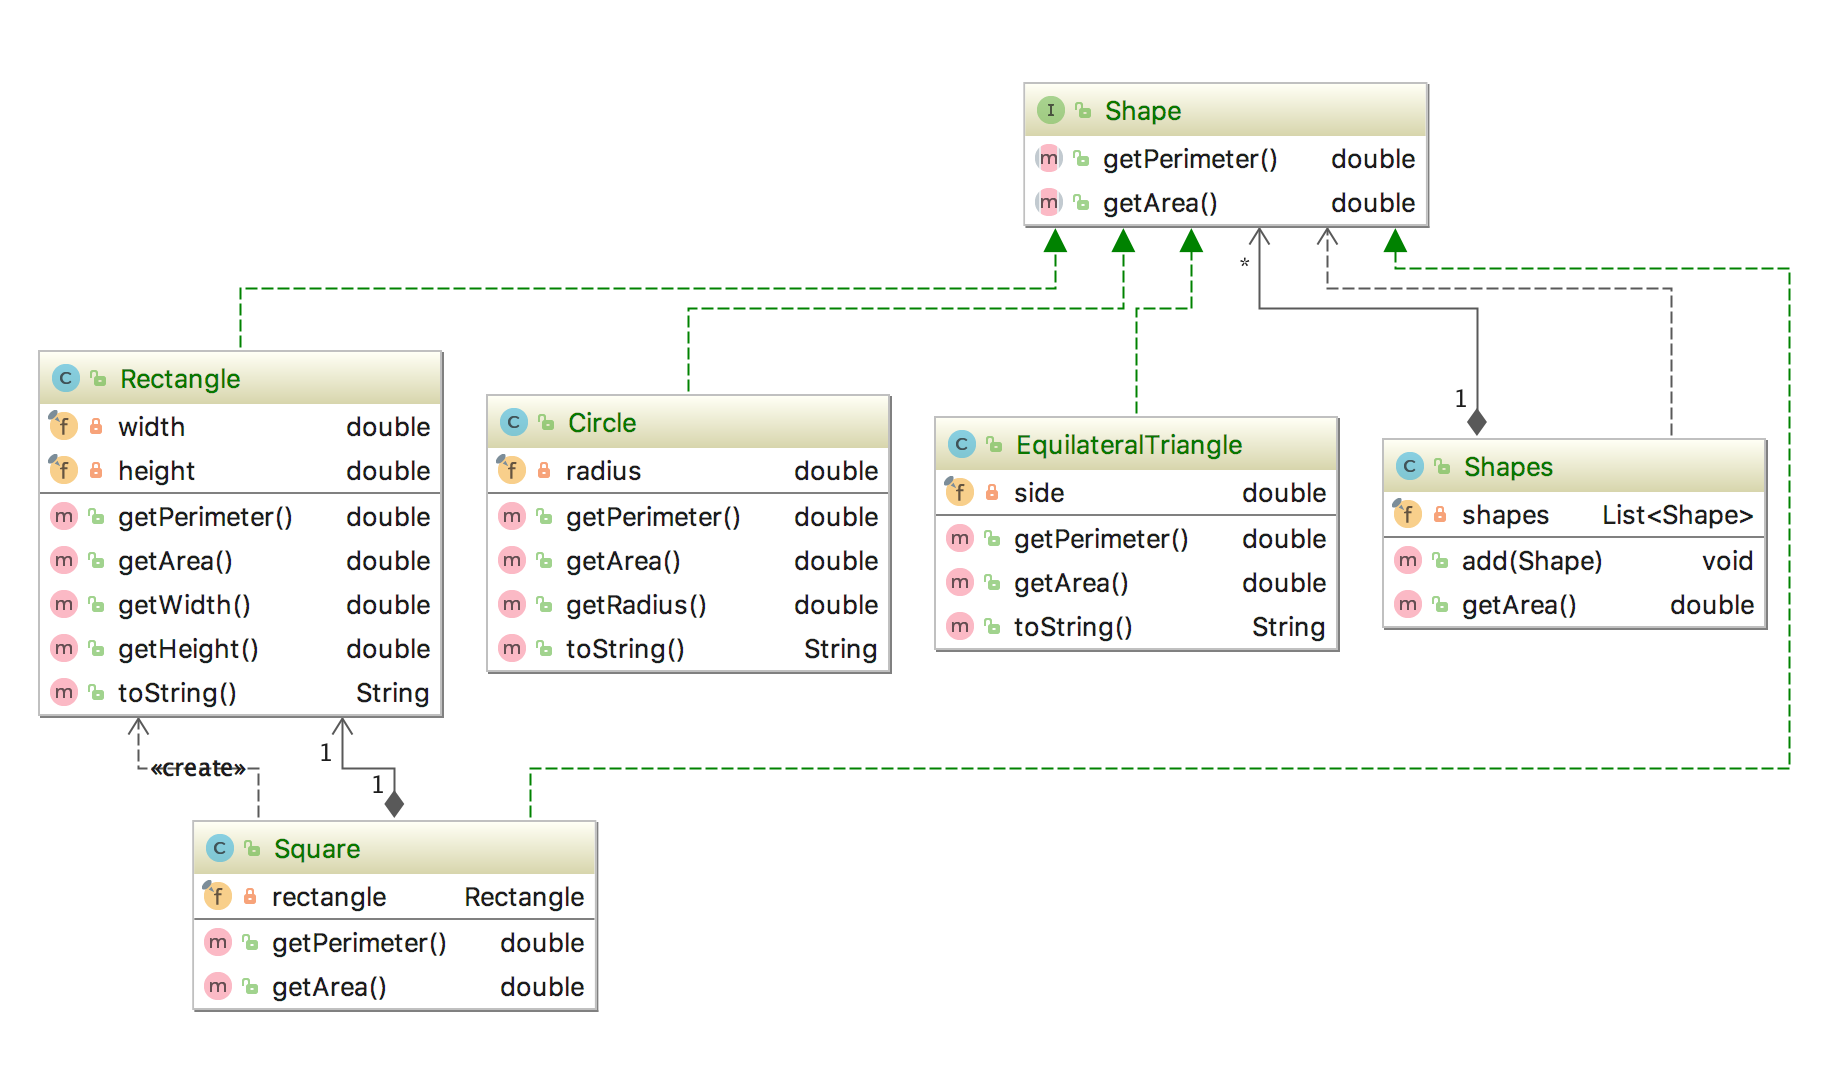 I Shape
m getPerimeter() double
m getArea() double
*
1
C Rectangle
f width double
f height double
m getPerimeter() double
m getArea() double
m getWidth() double
m getHeight() double
m toString() String
C Circle
f radius double
m getPerimeter() double
m getArea() double
m getRadius() double
m toString() String
C EquilateralTriangle
f side double
m getPerimeter() double
m getArea() double
m toString() String
C Shapes
f shapes List<Shape>
m add(Shape) void
m getArea() double
«create»
1
1
C Square
f rectangle Rectangle
m getPerimeter() double
m getArea() double